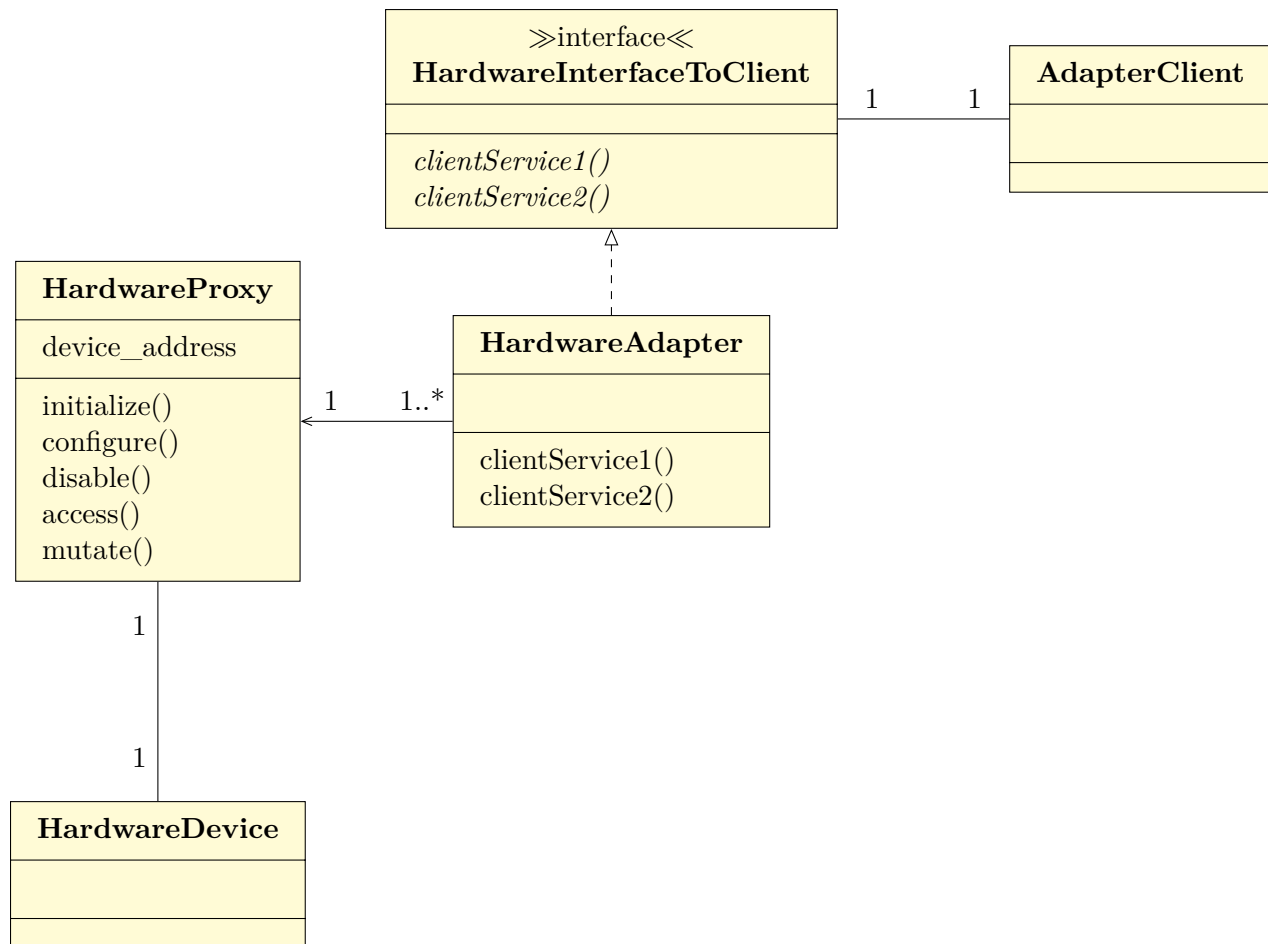 ≫interface≪
HardwareInterfaceToClient
clientService1()
clientService2()
1 1
AdapterClient
HardwareProxy
device_address
initialize()
configure()
disable()
access()
mutate()
1 1..*
HardwareAdapter
clientService1()
clientService2()
1
1
HardwareDevice